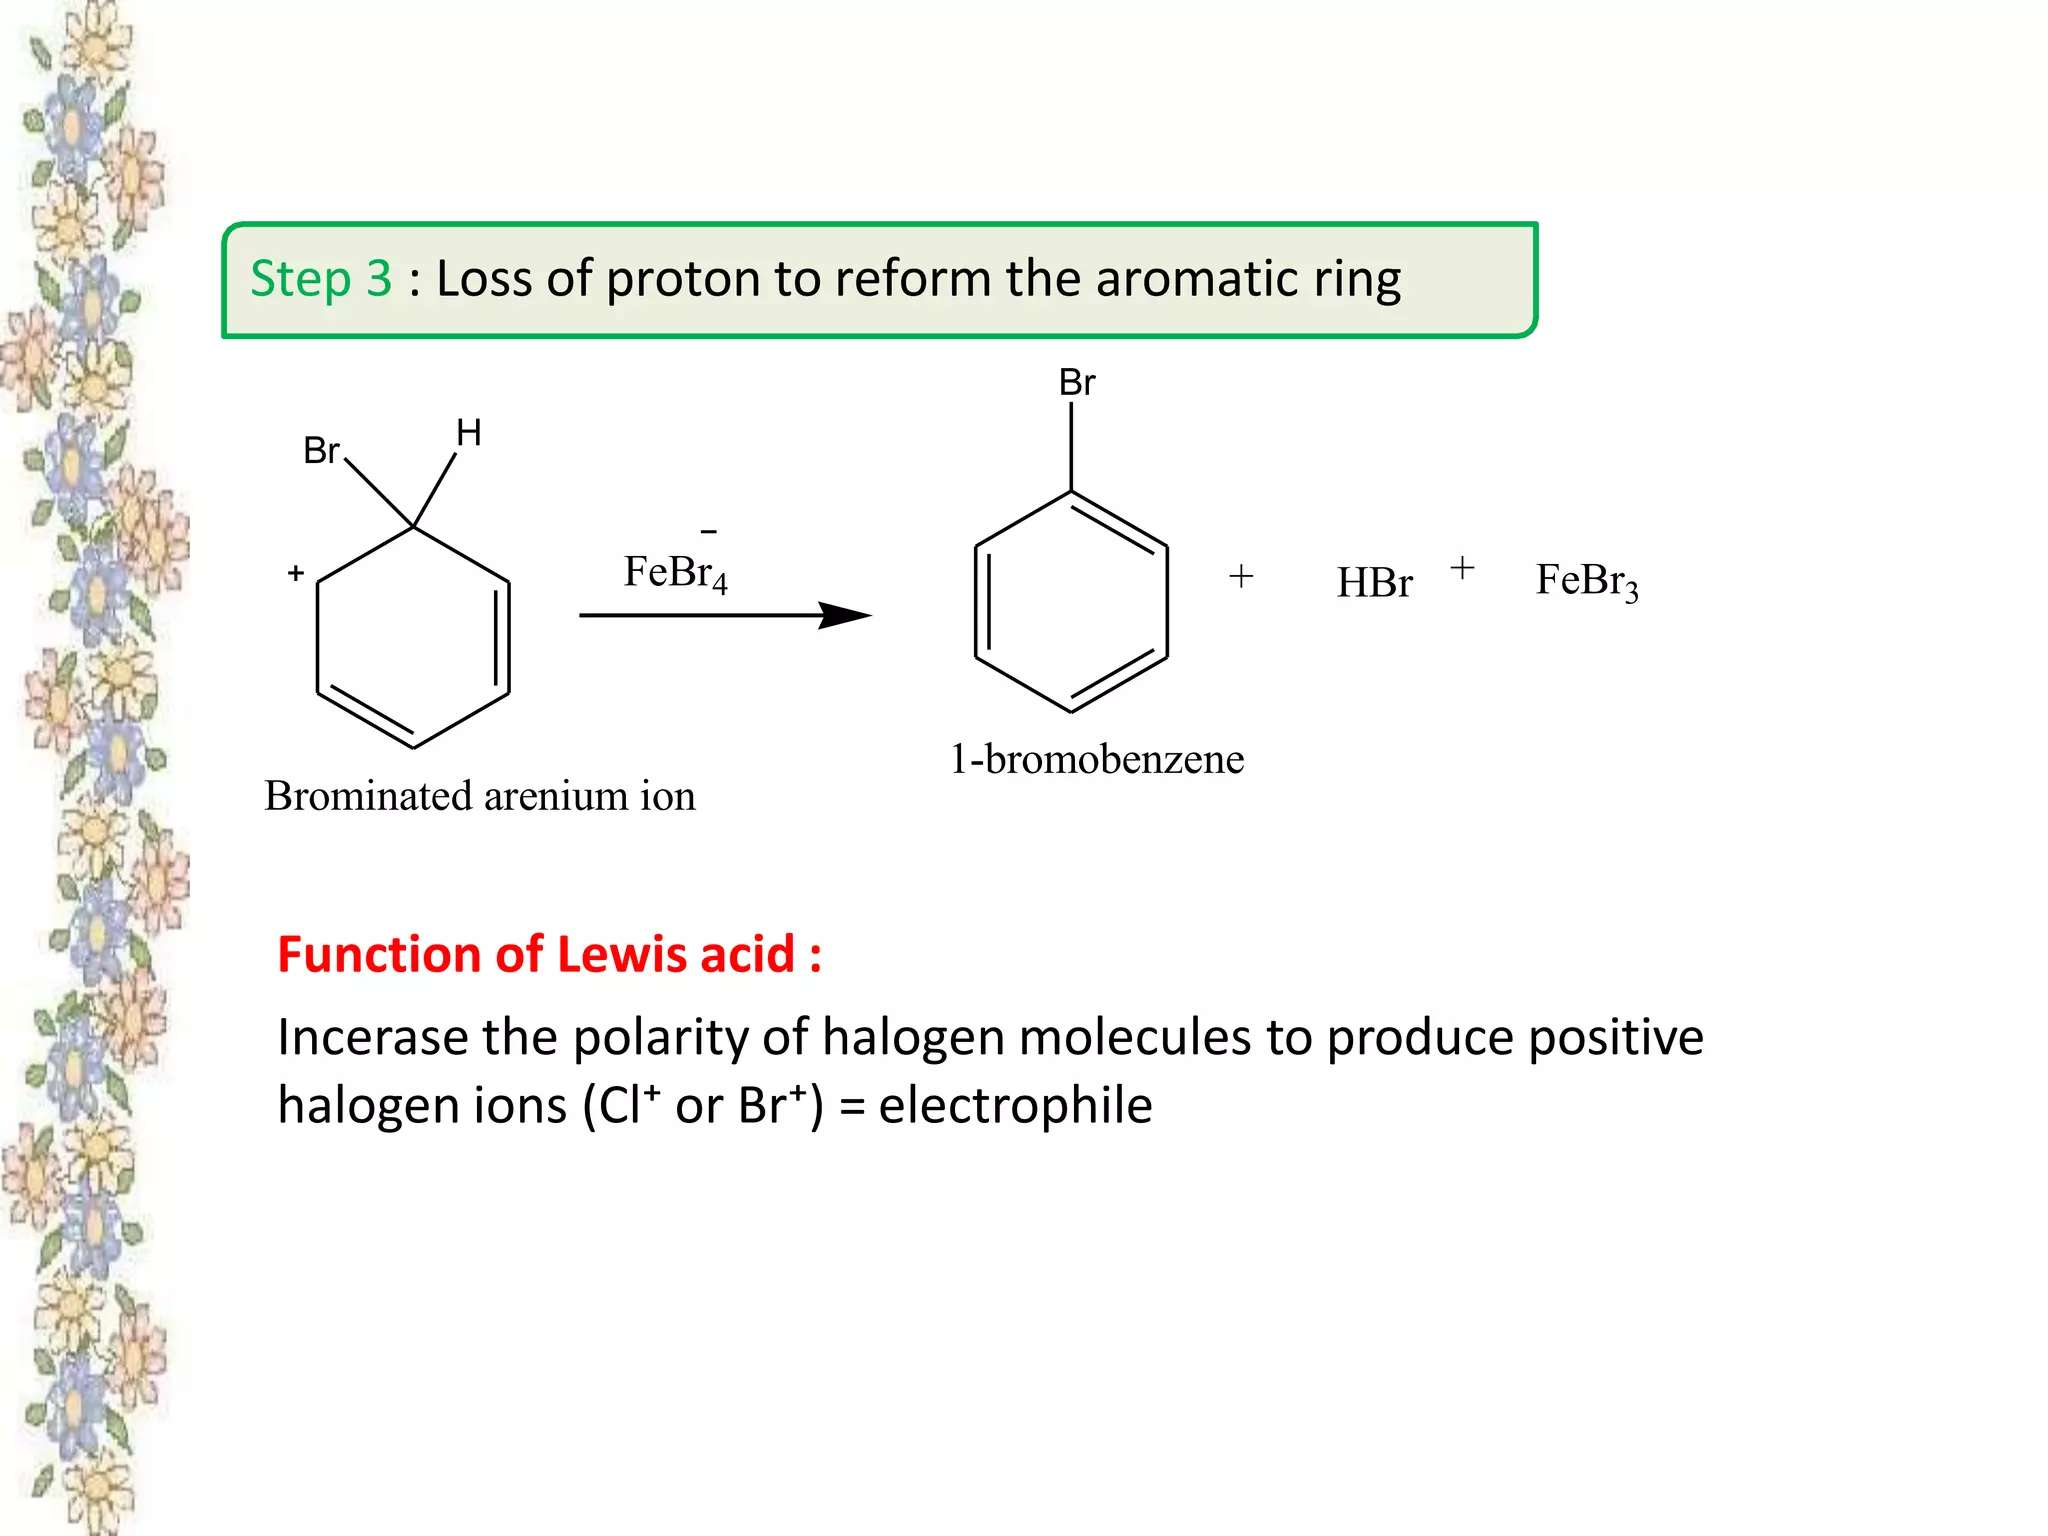 Step 3 : Loss of proton to reform the aromatic ring
Br
Br
H
+
FeBr₄⁻
+ HBr + FeBr₃
1-bromobenzene
Brominated arenium ion
Function of Lewis acid :
Incerase the polarity of halogen molecules to produce positive
halogen ions (Cl⁺ or Br⁺) = electrophile